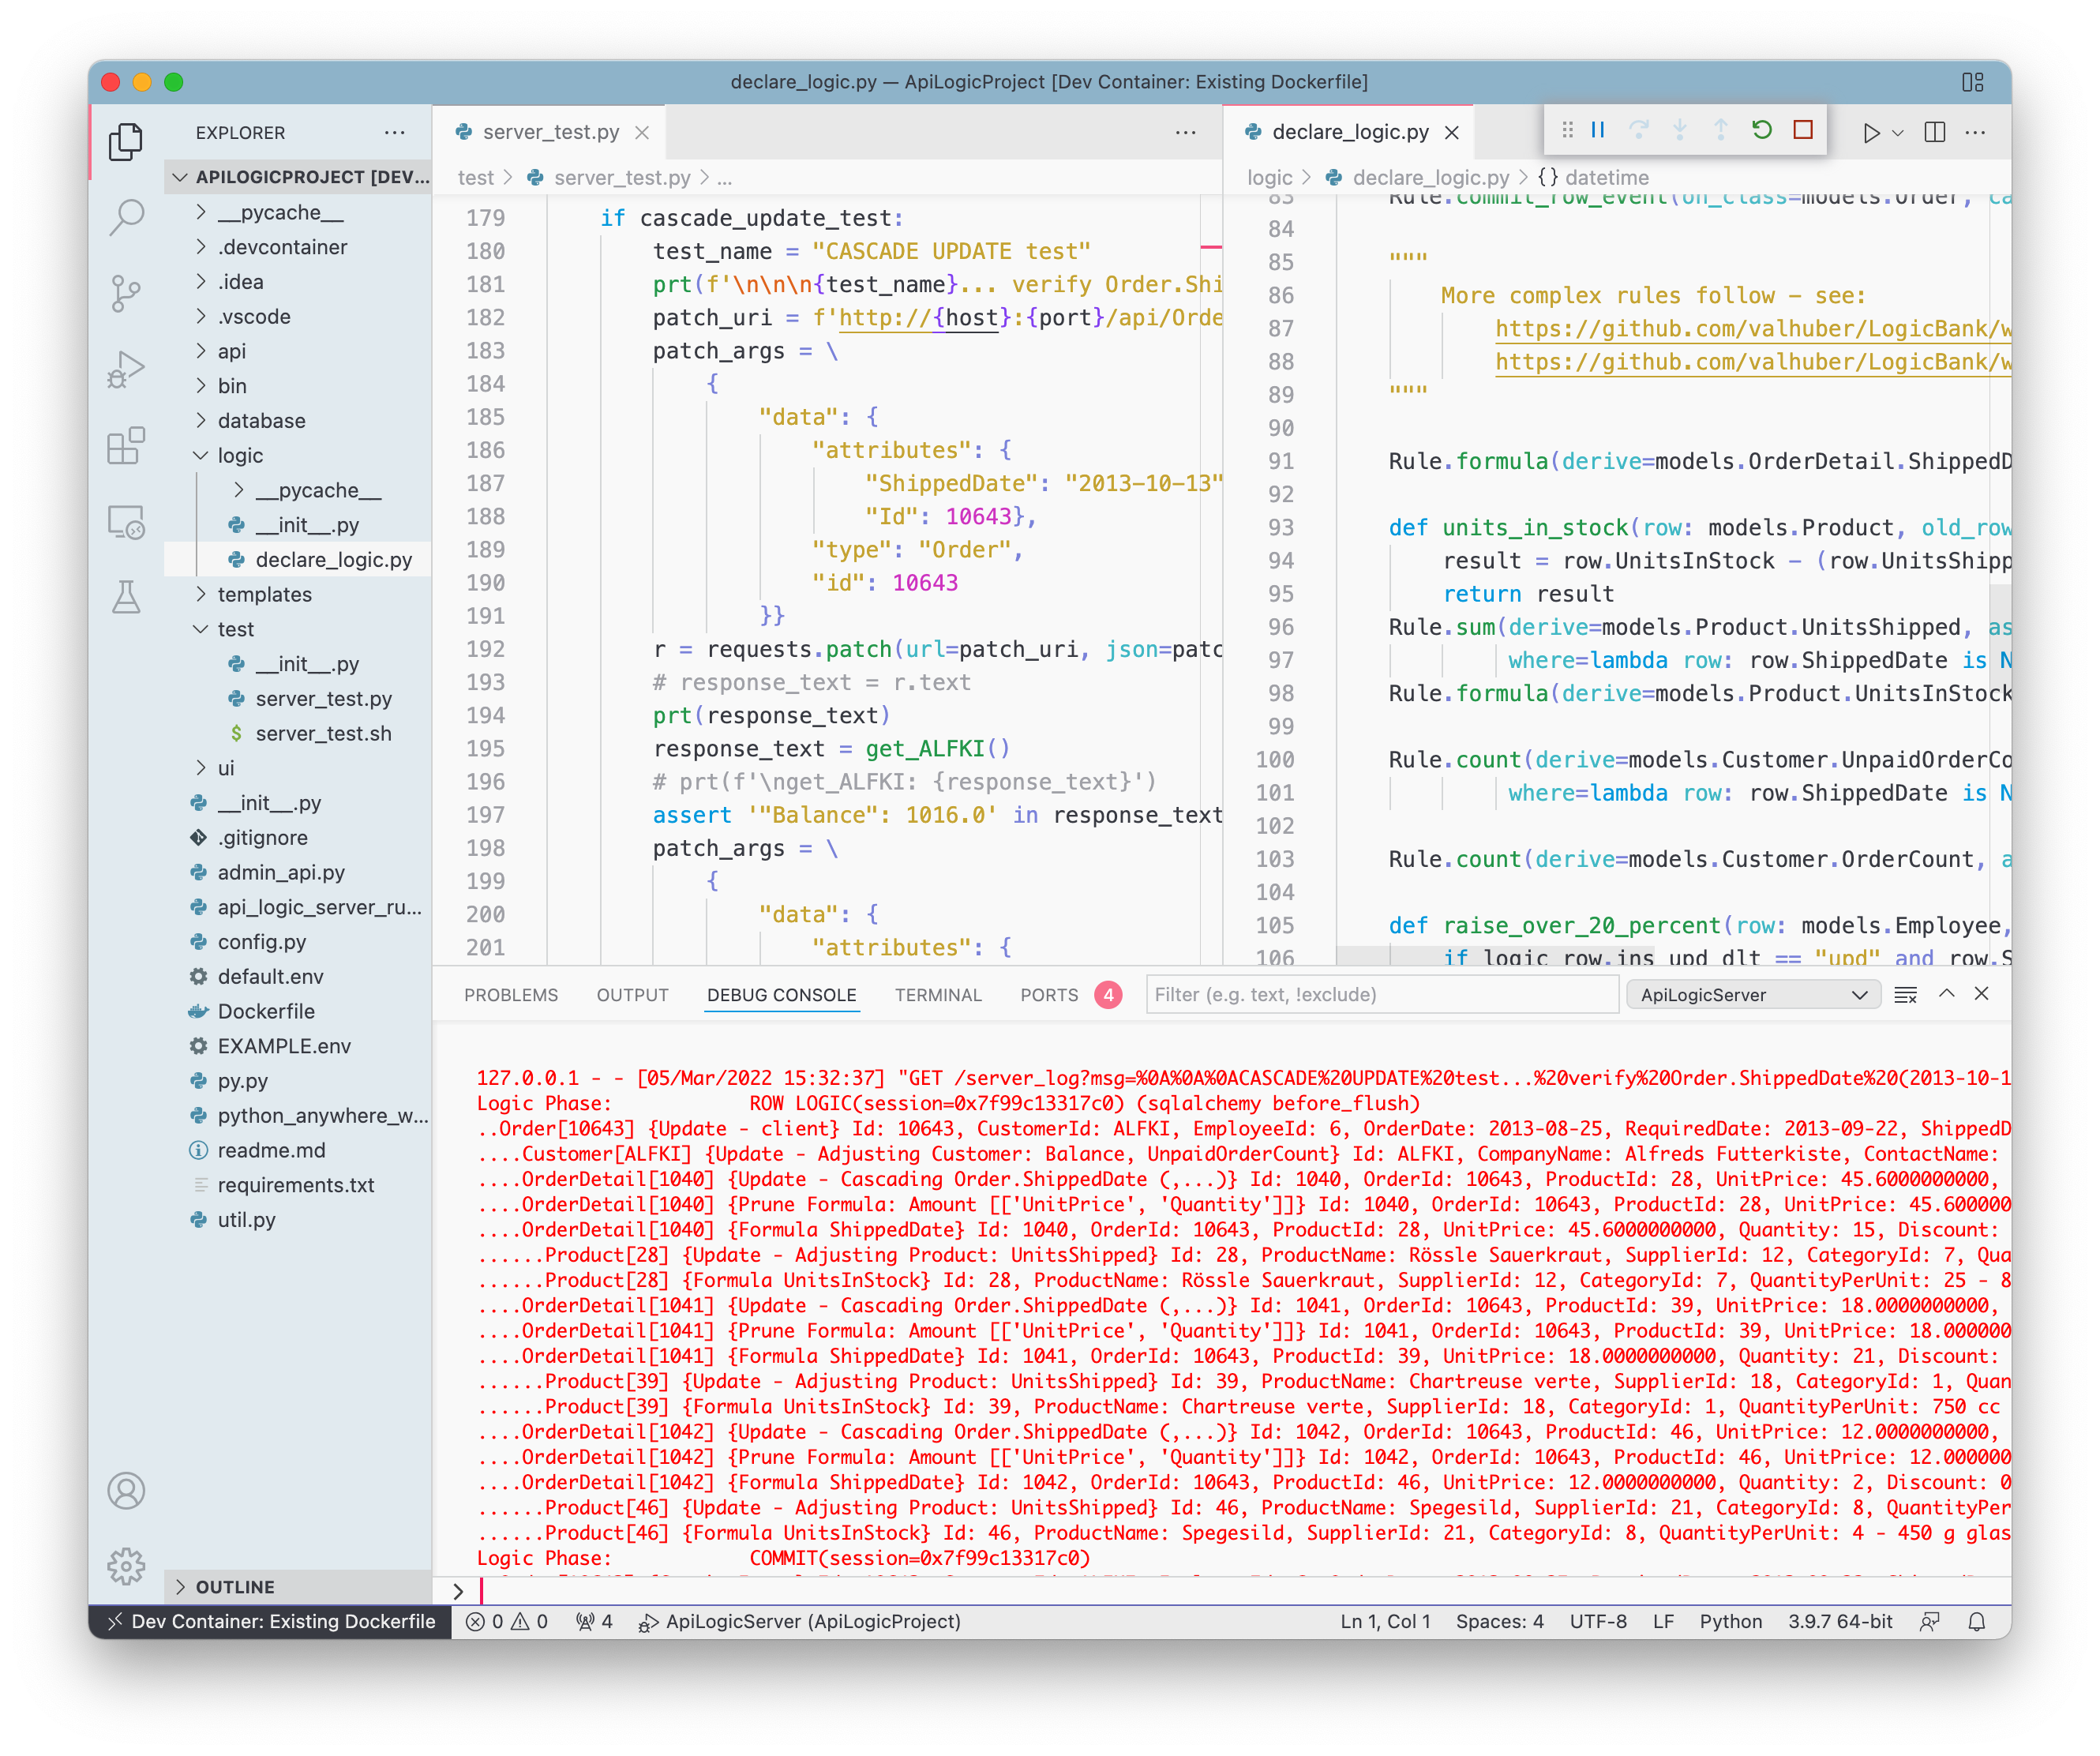 declare_logic.py — ApiLogicProject [Dev Container: Existing Dockerfile]
EXPLORER
APILOGICPROJECT [DEV...
__pycache__
.devcontainer
.idea
.vscode
api
bin
database
logic
__pycache__
__init__.py
declare_logic.py
templates
test
__init__.py
server_test.py
server_test.sh
ui
__init__.py
.gitignore
admin_api.py
api_logic_server_ru...
config.py
default.env
Dockerfile
EXAMPLE.env
py.py
python_anywhere_w...
readme.md
requirements.txt
util.py
OUTLINE
server_test.py
test > server_test.py > ...
179 if cascade_update_test:
180 test_name = "CASCADE UPDATE test"
181 prt(f'\n\n\n{test_name}... verify Order.Shi
182 patch_uri = f'http://{host}:{port}/api/Orde
183 patch_args = \
184 {
185 "data": {
186 "attributes": {
187 "ShippedDate": "2013-10-13"
188 "Id": 10643},
189 "type": "Order",
190 "id": 10643
191 }}
192 r = requests.patch(url=patch_uri, json=patc
193 # response_text = r.text
194 prt(response_text)
195 response_text = get_ALFKI()
196 # prt(f'\nget_ALFKI: {response_text}')
197 assert '"Balance": 1016.0' in response_text
198 patch_args = \
199 {
200 "data": {
201 "attributes": {
declare_logic.py
logic > declare_logic.py > {} datetime
83 Rule.commit_row_event(on_class=models.Order, ca
84
85 """
86 More complex rules follow - see:
87 https://github.com/valhuber/LogicBank/w
88 https://github.com/valhuber/LogicBank/w
89 """
90
91 Rule.formula(derive=models.OrderDetail.ShippedD
92
93 def units_in_stock(row: models.Product, old_row
94 result = row.UnitsInStock - (row.UnitsShipp
95 return result
96 Rule.sum(derive=models.Product.UnitsShipped, as
97 where=lambda row: row.ShippedDate is N
98 Rule.formula(derive=models.Product.UnitsInStock
99
100 Rule.count(derive=models.Customer.UnpaidOrderCo
101 where=lambda row: row.ShippedDate is N
102
103 Rule.count(derive=models.Customer.OrderCount, a
104
105 def raise_over_20_percent(row: models.Employee,
106 if logic_row.ins_upd_dlt == "upd" and row.S
PROBLEMS OUTPUT DEBUG CONSOLE TERMINAL PORTS 4 Filter (e.g. text, !exclude) ApiLogicServer
127.0.0.1 - - [05/Mar/2022 15:32:37] "GET /server_log?msg=%0A%0A%0ACASCADE%20UPDATE%20test...%20verify%20Order.ShippedDate%20(2013-10-1
Logic Phase: ROW LOGIC(session=0x7f99c13317c0) (sqlalchemy before_flush)
..Order[10643] {Update - client} Id: 10643, CustomerId: ALFKI, EmployeeId: 6, OrderDate: 2013-08-25, RequiredDate: 2013-09-22, ShippedD
....Customer[ALFKI] {Update - Adjusting Customer: Balance, UnpaidOrderCount} Id: ALFKI, CompanyName: Alfreds Futterkiste, ContactName:
....OrderDetail[1040] {Update - Cascading Order.ShippedDate (,...)} Id: 1040, OrderId: 10643, ProductId: 28, UnitPrice: 45.6000000000,
....OrderDetail[1040] {Prune Formula: Amount [['UnitPrice', 'Quantity']]} Id: 1040, OrderId: 10643, ProductId: 28, UnitPrice: 45.600000
....OrderDetail[1040] {Formula ShippedDate} Id: 1040, OrderId: 10643, ProductId: 28, UnitPrice: 45.6000000000, Quantity: 15, Discount:
......Product[28] {Update - Adjusting Product: UnitsShipped} Id: 28, ProductName: Rössle Sauerkraut, SupplierId: 12, CategoryId: 7, Qua
......Product[28] {Formula UnitsInStock} Id: 28, ProductName: Rössle Sauerkraut, SupplierId: 12, CategoryId: 7, QuantityPerUnit: 25 - 8
....OrderDetail[1041] {Update - Cascading Order.ShippedDate (,...)} Id: 1041, OrderId: 10643, ProductId: 39, UnitPrice: 18.0000000000,
....OrderDetail[1041] {Prune Formula: Amount [['UnitPrice', 'Quantity']]} Id: 1041, OrderId: 10643, ProductId: 39, UnitPrice: 18.000000
....OrderDetail[1041] {Formula ShippedDate} Id: 1041, OrderId: 10643, ProductId: 39, UnitPrice: 18.0000000000, Quantity: 21, Discount:
......Product[39] {Update - Adjusting Product: UnitsShipped} Id: 39, ProductName: Chartreuse verte, SupplierId: 18, CategoryId: 1, Quan
......Product[39] {Formula UnitsInStock} Id: 39, ProductName: Chartreuse verte, SupplierId: 18, CategoryId: 1, QuantityPerUnit: 750 cc
....OrderDetail[1042] {Update - Cascading Order.ShippedDate (,...)} Id: 1042, OrderId: 10643, ProductId: 46, UnitPrice: 12.0000000000,
....OrderDetail[1042] {Prune Formula: Amount [['UnitPrice', 'Quantity']]} Id: 1042, OrderId: 10643, ProductId: 46, UnitPrice: 12.000000
....OrderDetail[1042] {Formula ShippedDate} Id: 1042, OrderId: 10643, ProductId: 46, UnitPrice: 12.0000000000, Quantity: 2, Discount: 0
......Product[46] {Update - Adjusting Product: UnitsShipped} Id: 46, ProductName: Spegesild, SupplierId: 21, CategoryId: 8, QuantityPer
......Product[46] {Formula UnitsInStock} Id: 46, ProductName: Spegesild, SupplierId: 21, CategoryId: 8, QuantityPerUnit: 4 - 450 g glas
Logic Phase: COMMIT(session=0x7f99c13317c0)
Dev Container: Existing Dockerfile 0 0 4 ApiLogicServer (ApiLogicProject) Ln 1, Col 1 Spaces: 4 UTF-8 LF Python 3.9.7 64-bit